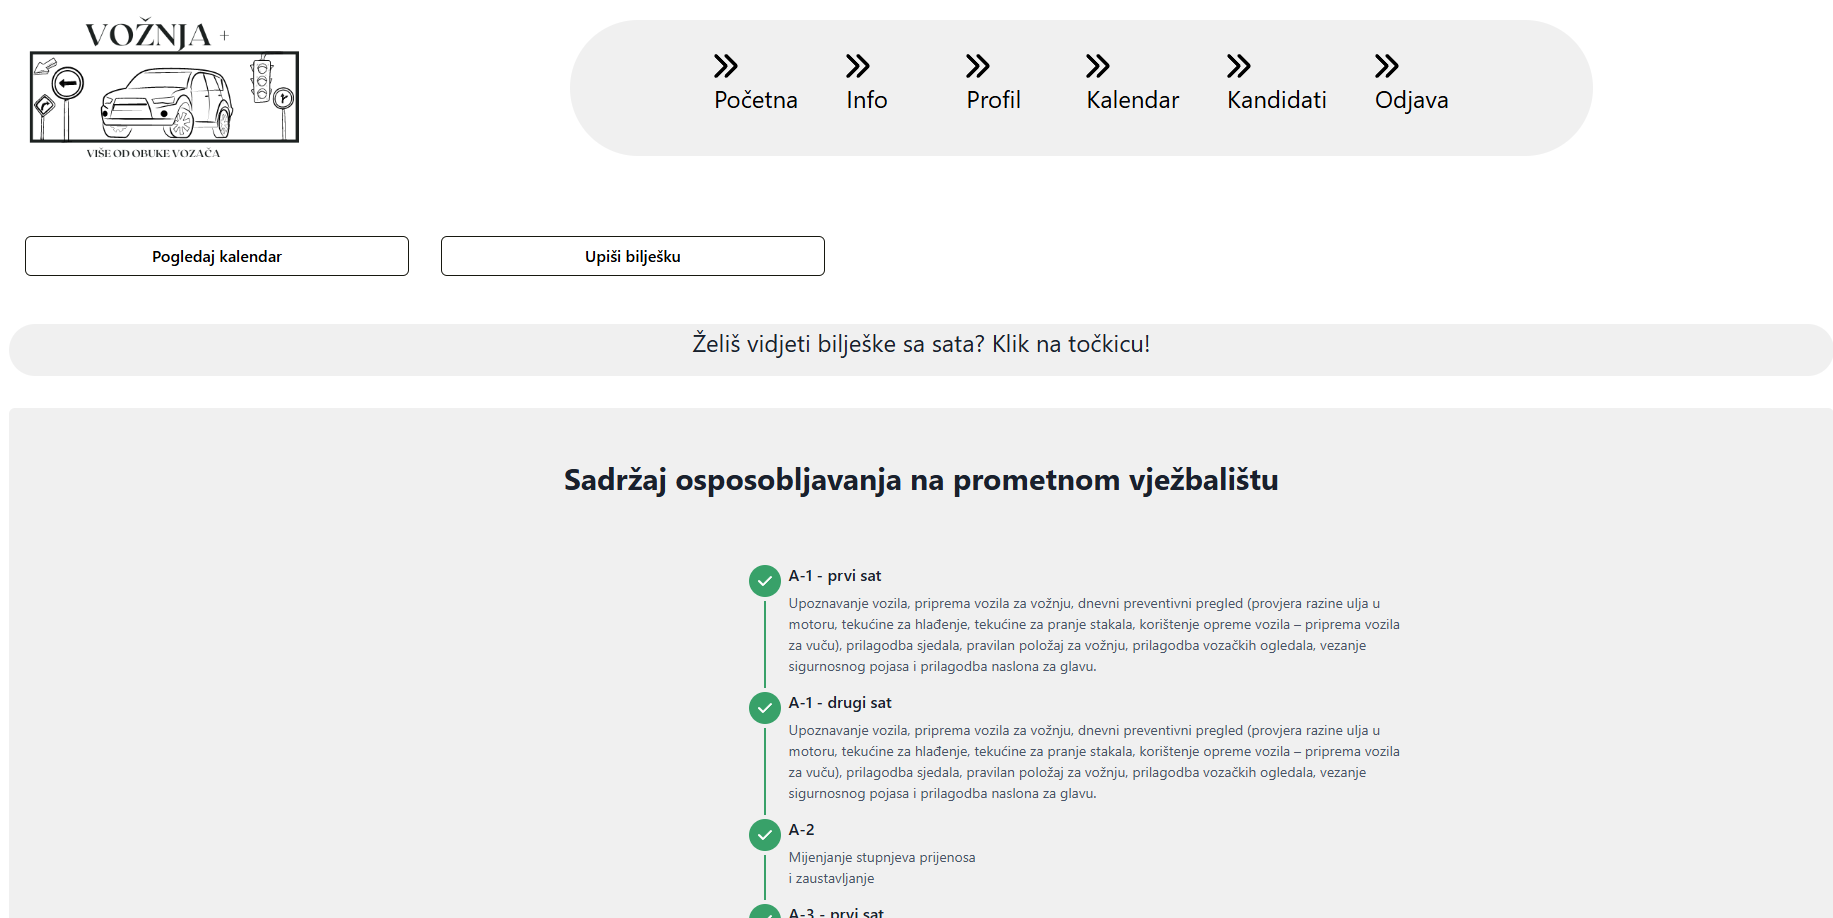 VOŽNJA +
VIŠE OD OBUKE VOZAČA
Početna
Info
Profil
Kalendar
Kandidati
Odjava
Pogledaj kalendar
Upiši bilješku
Želiš vidjeti bilješke sa sata? Klik na točkicu!
Sadržaj osposobljavanja na prometnom vježbalištu
A-1 - prvi sat
Upoznavanje vozila, priprema vozila za vožnju, dnevni preventivni pregled (provjera razine ulja u
motoru, tekućine za hlađenje, tekućine za pranje stakala, korištenje opreme vozila – priprema vozila
za vuču), prilagodba sjedala, pravilan položaj za vožnju, prilagodba vozačkih ogledala, vezanje
sigurnosnog pojasa i prilagodba naslona za glavu.
A-1 - drugi sat
Upoznavanje vozila, priprema vozila za vožnju, dnevni preventivni pregled (provjera razine ulja u
motoru, tekućine za hlađenje, tekućine za pranje stakala, korištenje opreme vozila – priprema vozila
za vuču), prilagodba sjedala, pravilan položaj za vožnju, prilagodba vozačkih ogledala, vezanje
sigurnosnog pojasa i prilagodba naslona za glavu.
A-2
Mijenjanje stupnjeva prijenosa
i zaustavljanje
A-3 - prvi sat